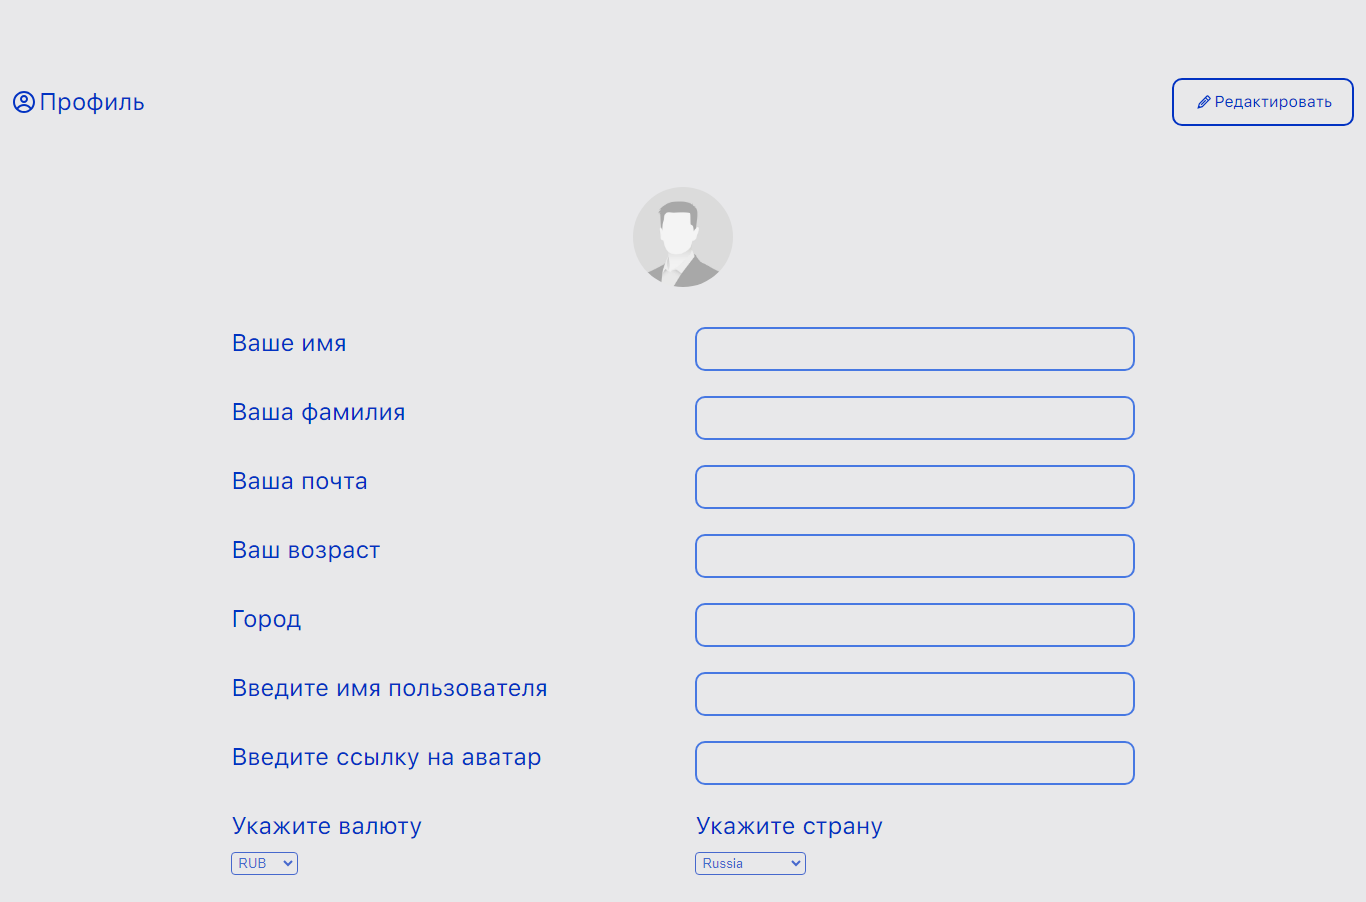 Профиль
Редактировать
Ваше имя
Ваша фамилия
Ваша почта
Ваш возраст
Город
Введите имя пользователя
Введите ссылку на аватар
Укажите валюту
Укажите страну
RUB
Russia